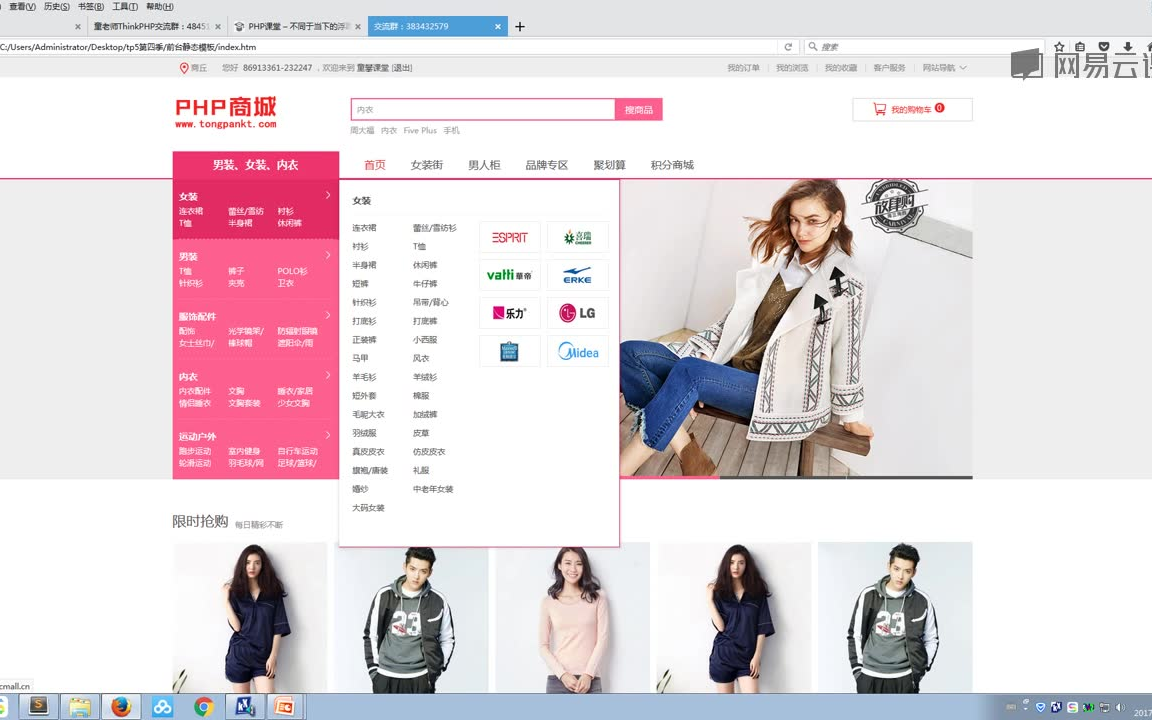 查看(V) 历史(S) 书签(B) 工具(T) 帮助(H)
童老师ThinkPHP交流群：48451 PHP课堂 – 不同于当下的浮 交流群：383432579
C:/Users/Administrator/Desktop/tp5第四季/前台静态模板/index.htm 搜索
网易云课
商丘 您好 86913361-232247 ，欢迎来到 童攀课堂 [退出] 我的订单 我的浏览 我的收藏 客户服务 网站导航
PHP商城
www.tongpankt.com
内衣 搜商品
我的购物车 0
周大福 内衣 Five Plus 手机
男装、女装、内衣 首页 女装街 男人柜 品牌专区 聚划算 积分商城
女装
连衣裙 蕾丝/雪纺 衬衫
T恤 半身裙 休闲裤
男装
T恤 裤子 POLO衫
针织衫 夹克 卫衣
服饰配件
配饰 光学镜架/ 防辐射眼镜
女士丝巾/ 棒球帽 遮阳伞/雨
内衣
内衣配件 文胸 睡衣/家居
情侣睡衣 文胸套装 少女文胸
运动户外
跑步运动 室内健身 自行车运动
轮滑运动 羽毛球/网 足球/篮球/
女装
连衣裙 蕾丝/雪纺衫
衬衫 T恤
半身裙 休闲裤
短裤 牛仔裤
针织衫 吊带/背心
打底衫 打底裤
正装裤 小西服
马甲 风衣
羊毛衫 羊绒衫
短外套 棉服
毛呢大衣 加绒裤
羽绒服 皮草
真皮皮衣 仿皮皮衣
旗袍/唐装 礼服
婚纱 中老年女装
大码女装
ESPRIT 喜瑞
vatti 華帝 ERKE
乐力 LG
Midea
放肆购
限时抢购 每日精彩不断
23 23
cmall.cn
2017